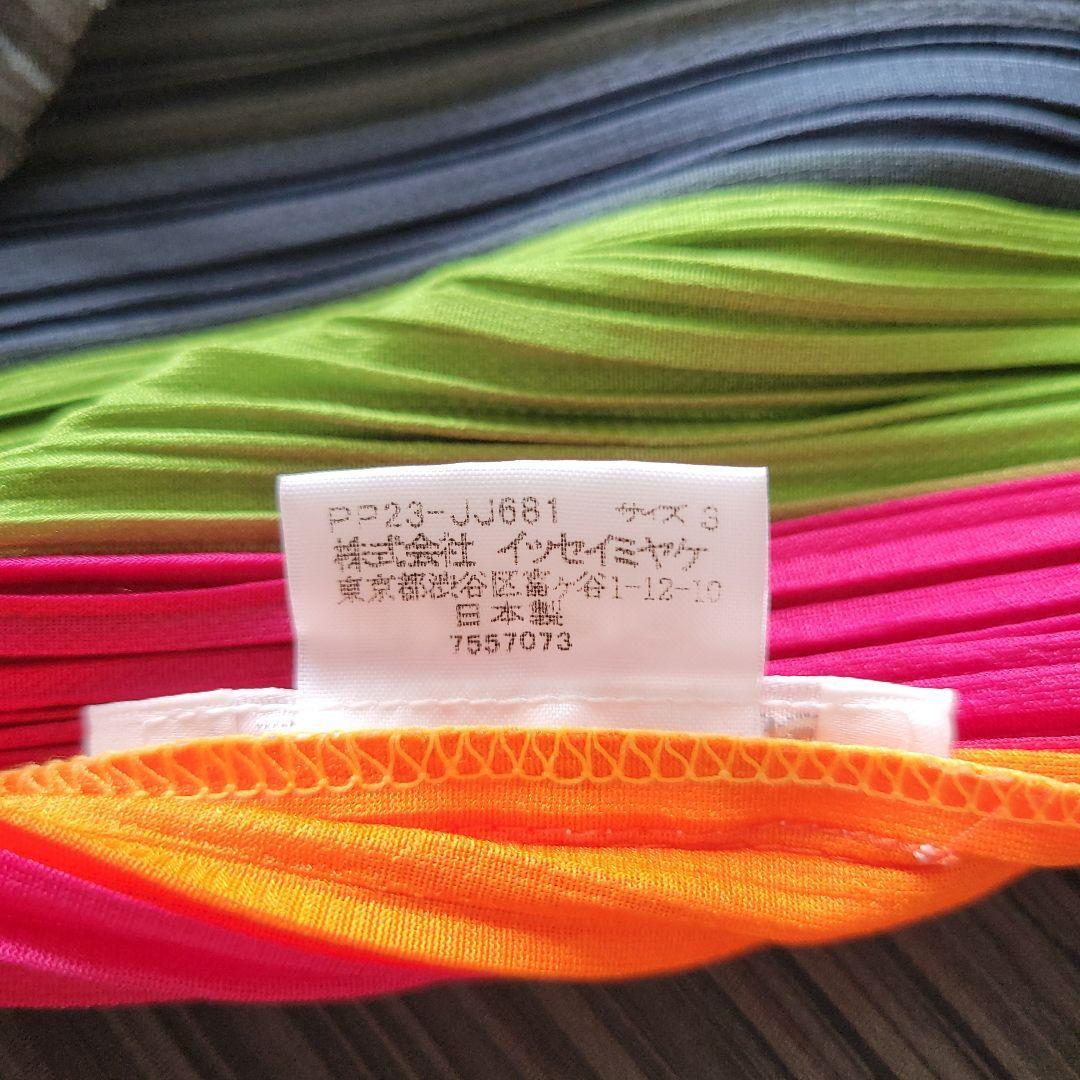 PP23-JJ681 サイズ 3
株式会社 イッセイミヤケ
東京都渋谷区富ヶ谷1-12-10
日本製
7557073